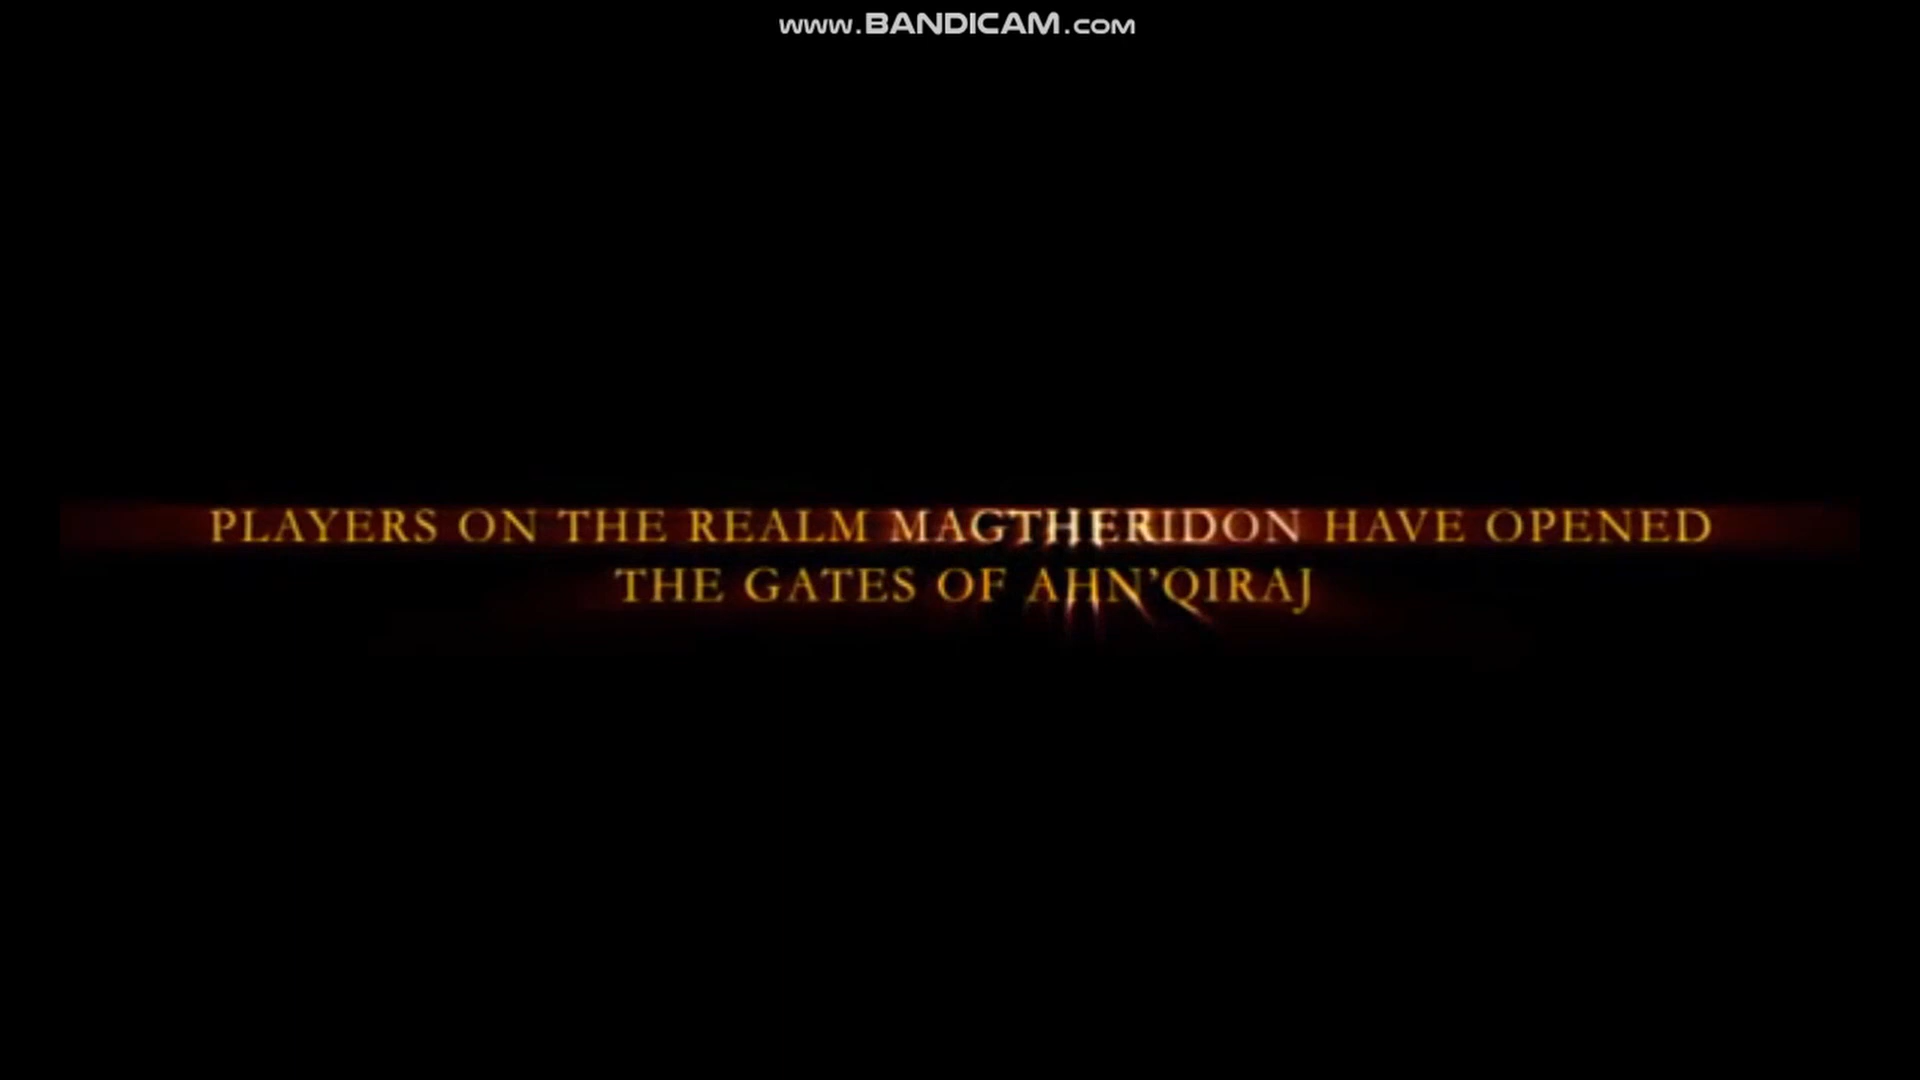 www.BANDICAM.com
PLAYERS ON THE REALM MAGTHERIDON HAVE OPENED
THE GATES OF AHN'QIRAJ